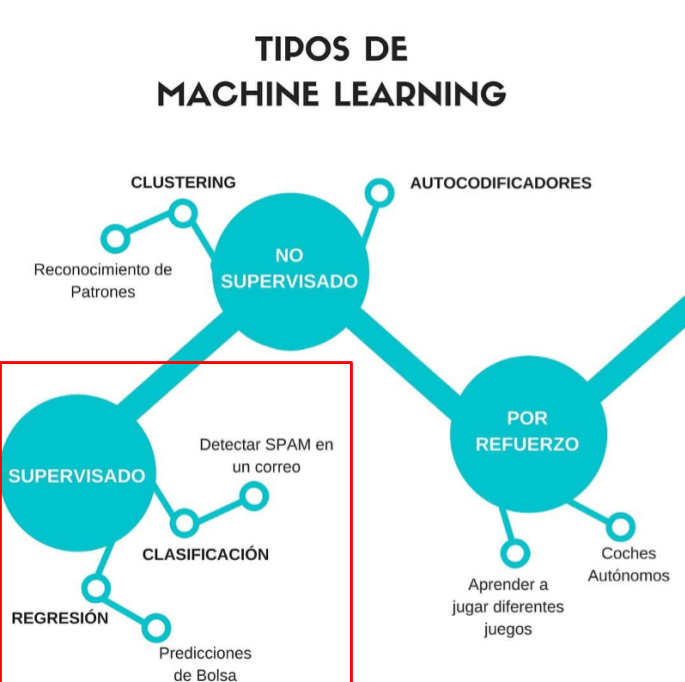 TIPOS DE
MACHINE LEARNING
CLUSTERING
AUTOCODIFICADORES
Reconocimiento de
Patrones
NO
SUPERVISADO
SUPERVISADO
Detectar SPAM en
un correo
CLASIFICACIÓN
REGRESIÓN
Predicciones
de Bolsa
POR
REFUERZO
Aprender a
jugar diferentes
juegos
Coches
Autónomos